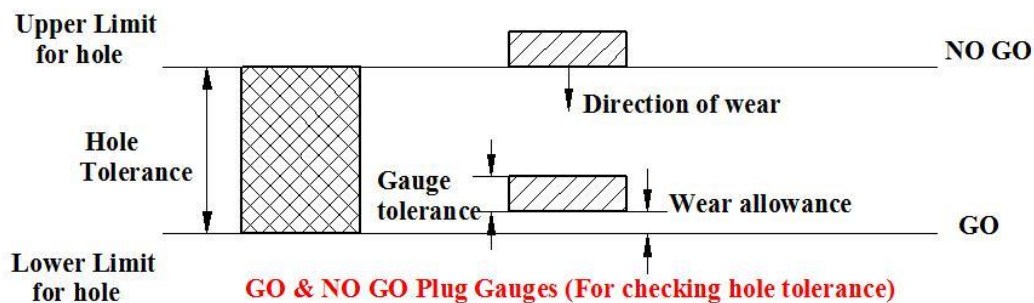 Upper Limit
for hole
NO GO
Direction of wear
Hole
Tolerance
Gauge
tolerance
Wear allowance
GO
Lower Limit
for hole
GO & NO GO Plug Gauges (For checking hole tolerance)